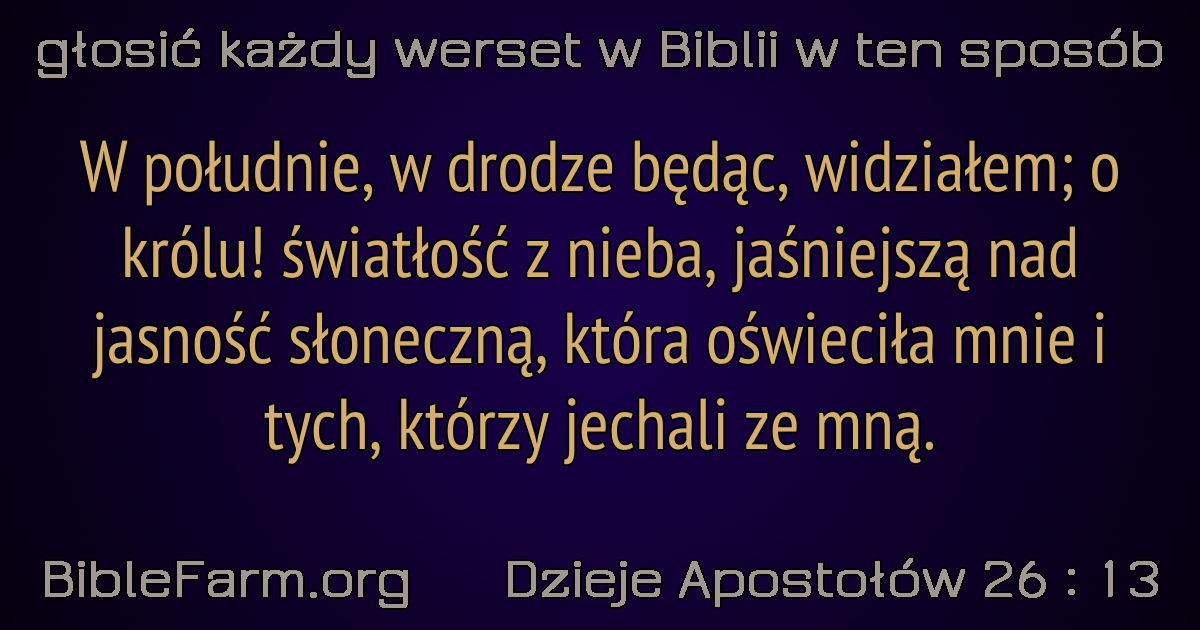 głosić każdy werset w Biblii w ten sposób
W południe, w drodze będąc, widziałem; o
królu! światłość z nieba, jaśniejszą nad
jasność słoneczną, która oświeciła mnie i
tych, którzy jechali ze mną.
BibleFarm.org Dzieje Apostołów 26 : 13